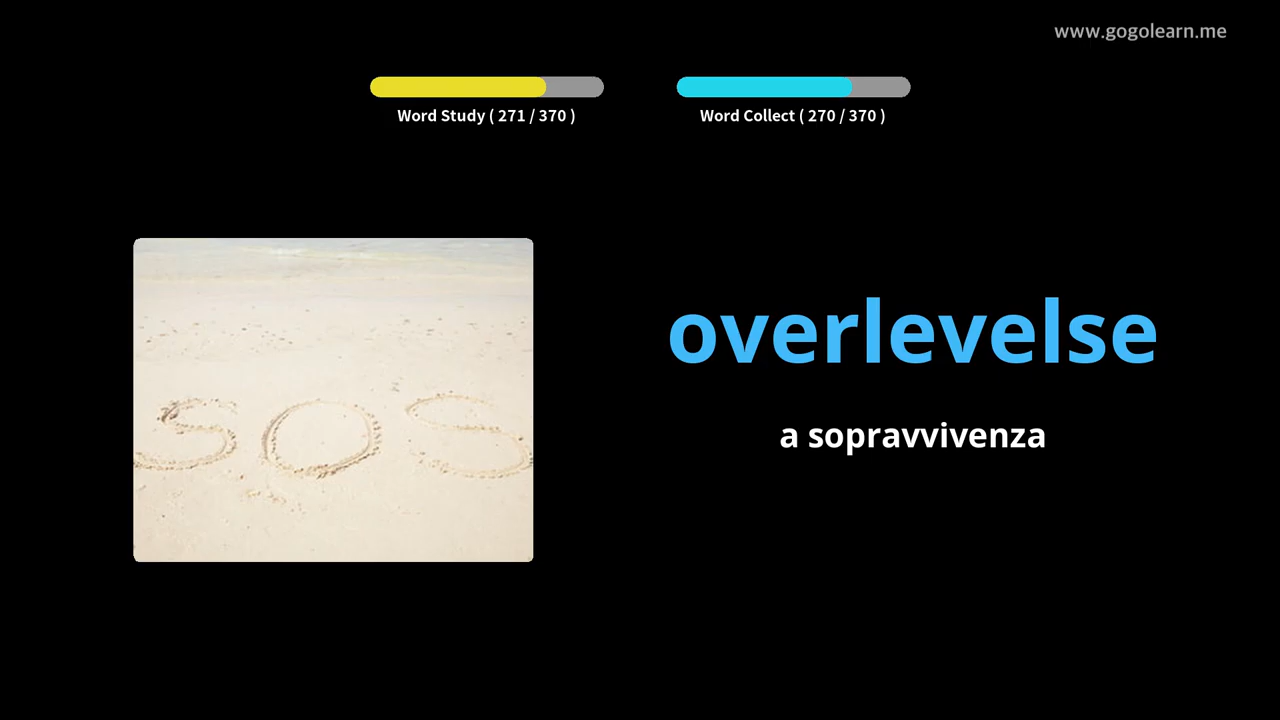 www.gogolearn.me
Word Study ( 271 / 370 )
Word Collect ( 270 / 370 )
SOS
overlevelse
a sopravvivenza